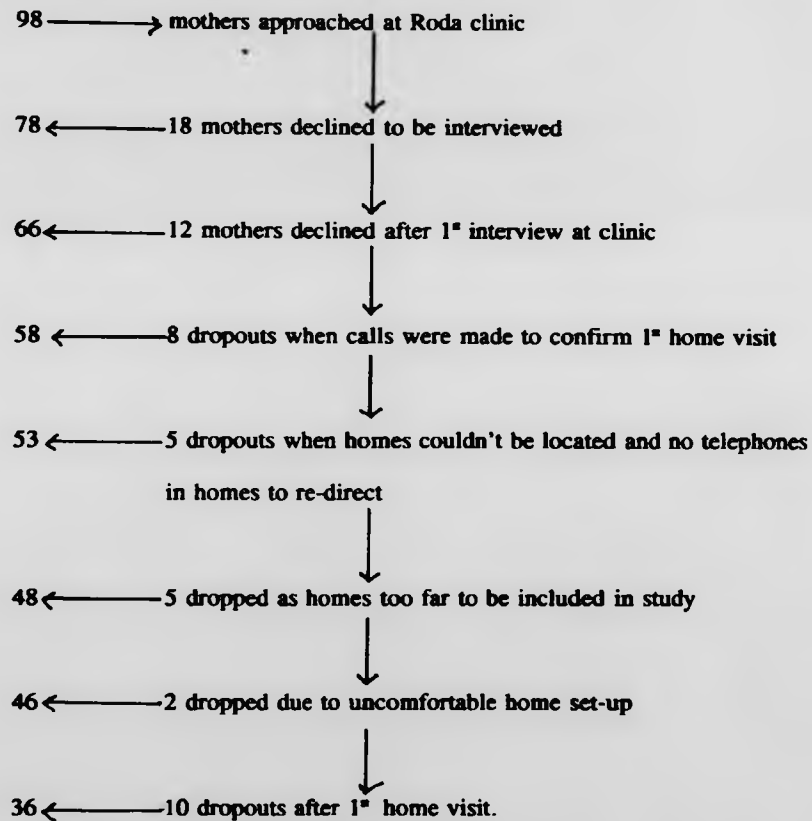 98 mothers approached at Roda clinic
78 18 mothers declined to be interviewed
66 12 mothers declined after 1st interview at clinic
58 8 dropouts when calls were made to confirm 1st home visit
53 5 dropouts when homes couldn't be located and no telephones
in homes to re-direct
48 5 dropped as homes too far to be included in study
46 2 dropped due to uncomfortable home set-up
36 10 dropouts after 1st home visit.